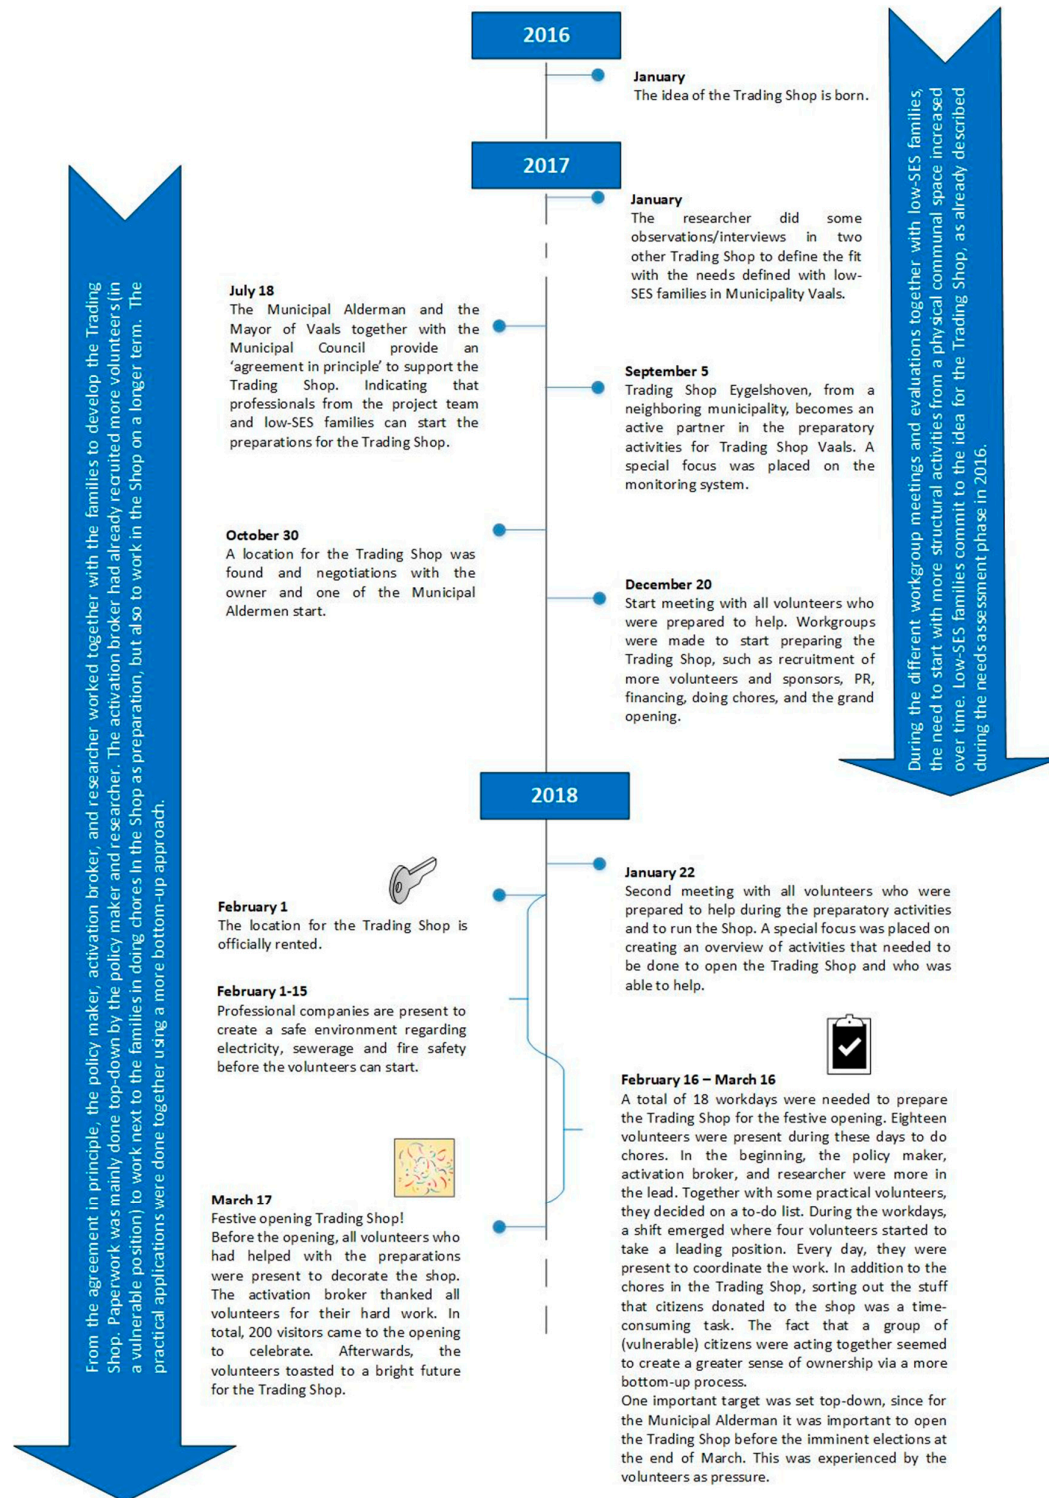 2016
January
The idea of the Trading Shop is born.
2017
January
The researcher did some
observations/interviews in two
other Trading Shop to define the fit
with the needs defined with low-
SES families in Municipality Vaals.
July 18
The Municipal Alderman and the
Mayor of Vaals together with the
Municipal Council provide an
‘agreement in principle’ to support the
Trading Shop. Indicating that
professionals from the project team
and low-SES families can start the
preparations for the Trading Shop.
September 5
Trading Shop Eygelshoven, from a
neighboring municipality, becomes an
active partner in the preparatory
activities for Trading Shop Vaals. A
special focus was placed on the
monitoring system.
October 30
A location for the Trading Shop was
found and negotiations with the
owner and one of the Municipal
Aldermen start.
December 20
Start meeting with all volunteers who
were prepared to help. Workgroups
were made to start preparing the
Trading Shop, such as recruitment of
more volunteers and sponsors, PR,
financing, doing chores, and the grand
opening.
2018
January 22
Second meeting with all volunteers who were
prepared to help during the preparatory activities
and to run the Shop. A special focus was placed on
creating an overview of activities that needed to
be done to open the Trading Shop and who was
able to help.
February 1
The location for the Trading Shop is
officially rented.
February 1-15
Professional companies are present to
create a safe environment regarding
electricity, sewerage and fire safety
before the volunteers can start.
February 16 – March 16
A total of 18 workdays were needed to prepare
the Trading Shop for the festive opening. Eighteen
volunteers were present during these days to do
chores. In the beginning, the policy maker,
activation broker, and researcher were more in
the lead. Together with some practical volunteers,
they decided on a to-do list. During the workdays,
a shift emerged where four volunteers started to
take a leading position. Every day, they were
present to coordinate the work. In addition to the
chores in the Trading Shop, sorting out the stuff
that citizens donated to the shop was a time-
consuming task. The fact that a group of
(vulnerable) citizens were acting together seemed
to create a greater sense of ownership via a more
bottom-up process.
One important target was set top-down, since for
the Municipal Alderman it was important to open
the Trading Shop before the imminent elections at
the end of March. This was experienced by the
volunteers as pressure.
March 17
Festive opening Trading Shop!
Before the opening, all volunteers who
had helped with the preparations
were present to decorate the shop.
The activation broker thanked all
volunteers for their hard work. In
total, 200 visitors came to the opening
to celebrate. Afterwards, the
volunteers toasted to a bright future
for the Trading Shop.
From the agreement in principle, the policy maker, activation broker, and researcher worked together with the families to develop the Trading
Shop. Paperwork was mainly done top-down by the policy maker and researcher. The activation broker had already recruited more volunteers (in
a vulnerable position) to work next to the families in doing chores In the Shop as preparation, but also to work in the Shop on a longer term. The
practical applications were done together using a more bottom-up approach.
During the different workgroup meetings and evaluations together with low-SES families,
the need to start with more structural activities from a physical communal space increased
over time. Low-SES families commit to the idea for the Trading Shop, as already described
during the needs assessment phase in 2016.